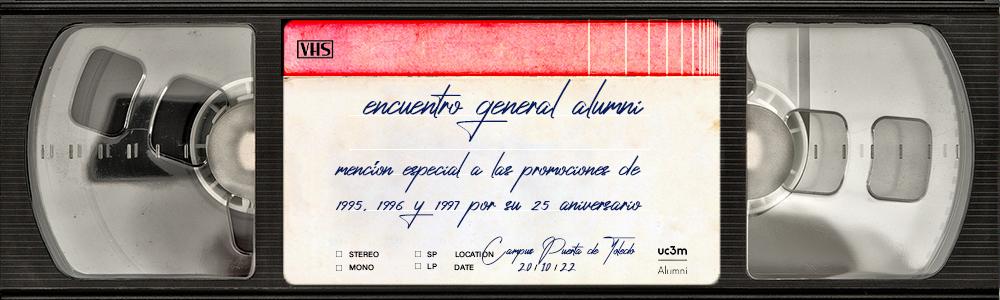 VHS
encuentro general alumni
mención especial a las promociones de
1995, 1996 y 1997 por su 25 aniversario
STEREO SP LOCATION Campus Puerta de Toledo
MONO LP DATE 20/10/22
uc3m
Alumni